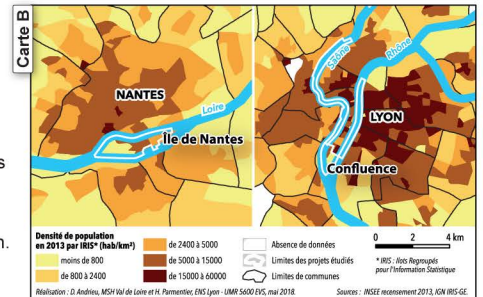 Carte B
NANTES
Loire
Île de Nantes
Saône
Rhône
LYON
Confluence
s
n.
Densité de population
en 2013 par IRIS* (hab/km²)
moins de 800
de 800 à 2400
de 2400 à 5000
de 5000 à 15000
de 15000 à 60000
Absence de données
Limites des projets étudiés
Limites de communes
0 2 4 km
* IRIS : Ilots Regroupés
pour l'Information Statistique
Réalisation : D. Andrieu, MSH Val de Loire et H. Parmentier, ENS Lyon - UMR 5600 EVS, mai 2018.
Sources : INSEE recensement 2013, IGN IRIS-GE.